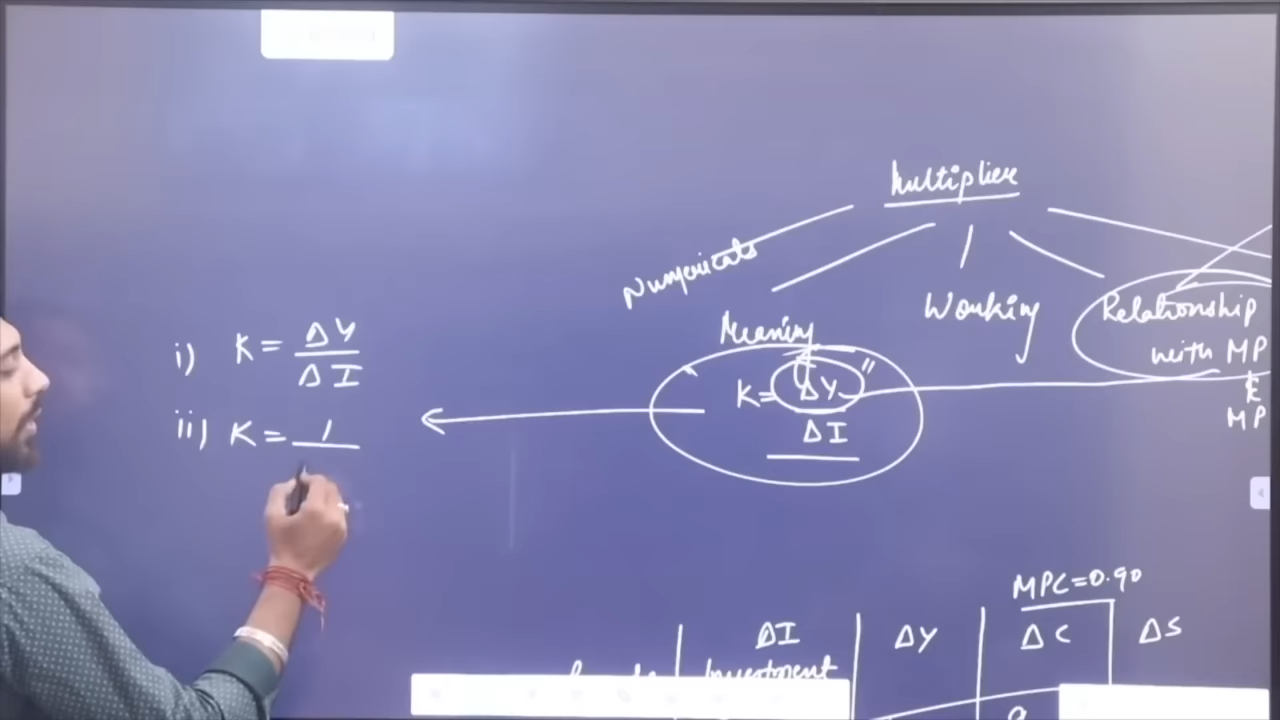 Multiplier
Numericals
Meaning
Working
Relationship
with MP
&
MP
K = ΔY "
ΔI
i) K = ΔY
ΔI
ii) K = 1
MPC = 0.90
ΔI
ΔY
ΔC
ΔS
Investment